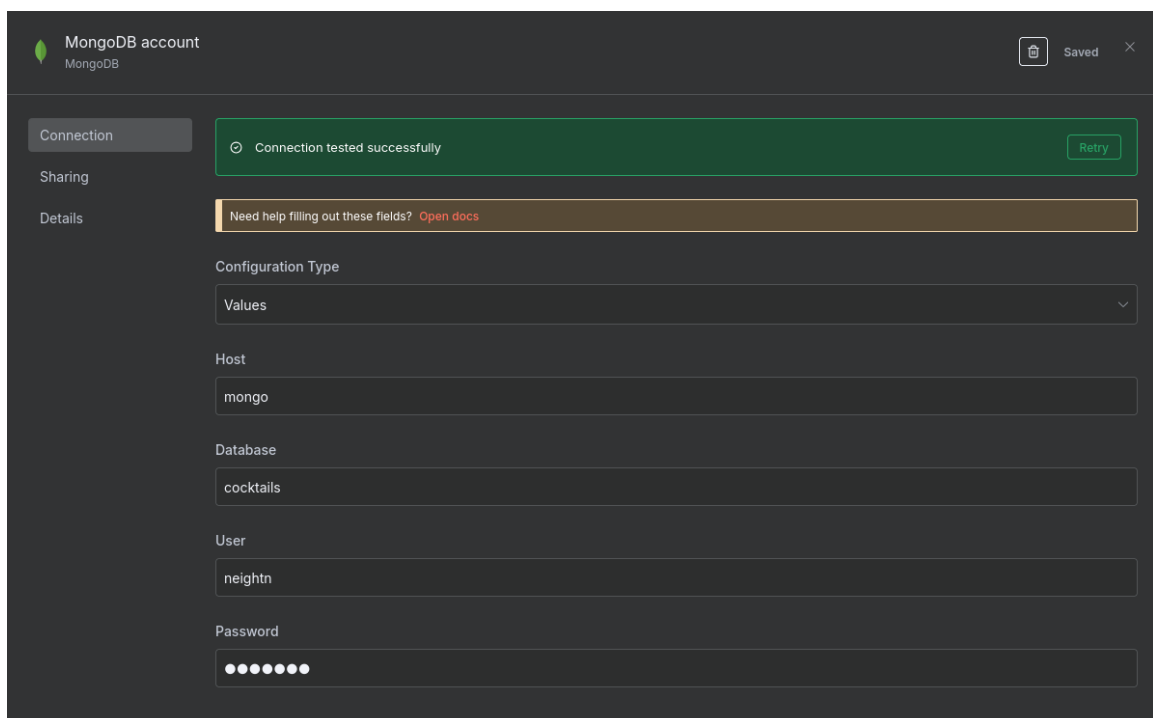 MongoDB account
MongoDB
Saved
Connection
Sharing
Details
Connection tested successfully
Retry
Need help filling out these fields? Open docs
Configuration Type
Values
Host
mongo
Database
cocktails
User
neightn
Password
●●●●●●●